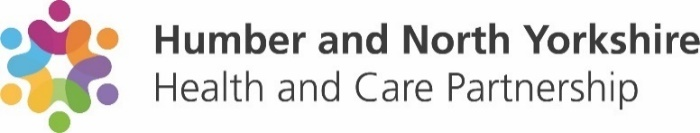 Humber and North Yorkshire
Health and Care Partnership